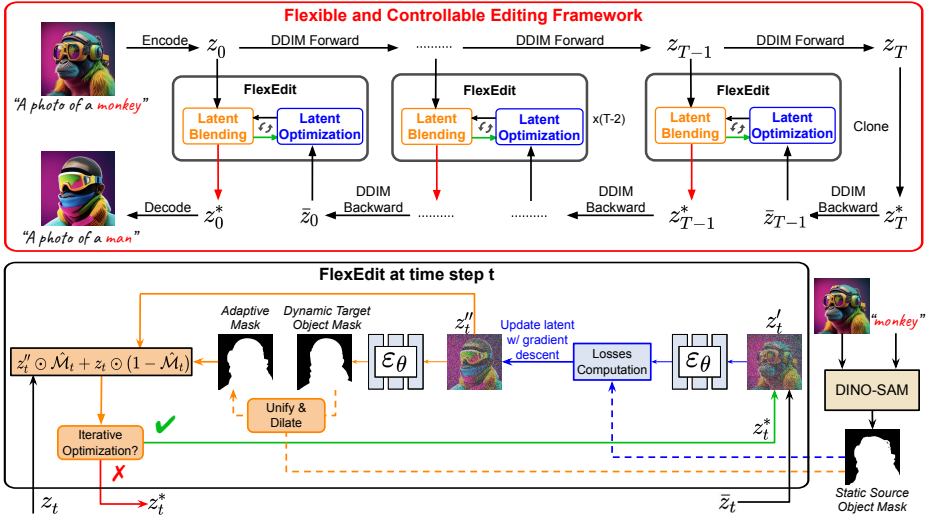 Flexible and Controllable Editing Framework
Encode
z_0
DDIM Forward
..........
DDIM Forward
z_{T-1}
DDIM Forward
z_T
"A photo of a monkey"
FlexEdit
Latent Blending
Latent Optimization
FlexEdit
Latent Blending
Latent Optimization
x(T-2)
FlexEdit
Latent Blending
Latent Optimization
Clone
Decode
z_0^*
z̄_0
DDIM Backward
..........
..........
DDIM Backward
z_{T-1}^*
z̄_{T-1}
DDIM Backward
z_T^*
"A photo of a man"
FlexEdit at time step t
Adaptive Mask
Dynamic Target Object Mask
z_t''
Update latent w/ gradient descent
z_t'
"monkey"
z_t'' ⊙ M̂_t + z_t ⊙ (1 − M̂_t)
ε_θ
Losses Computation
ε_θ
DINO-SAM
Unify & Dilate
Iterative Optimization?
z_t^*
z_t
z_t^*
z̄_t
Static Source Object Mask